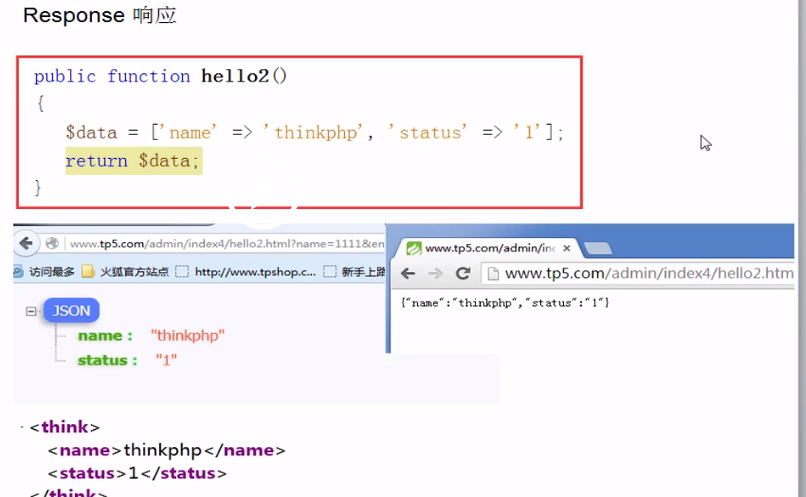 Response 响应
public function hello2()
{
$data = ['name' => 'thinkphp', 'status' => '1'];
return $data;
}
www.tp5.com/admin/index4/hello2.html?name=1111&en
访问最多 火狐官方站点 http://www.tpshop.c... 新手上路
JSON
name : "thinkphp"
status : "1"
www.tp5.com/admin/in
www.tp5.com/admin/index4/hello2.htm
{"name":"thinkphp","status":"1"}
<think>
<name>thinkphp</name>
<status>1</status>
</think>